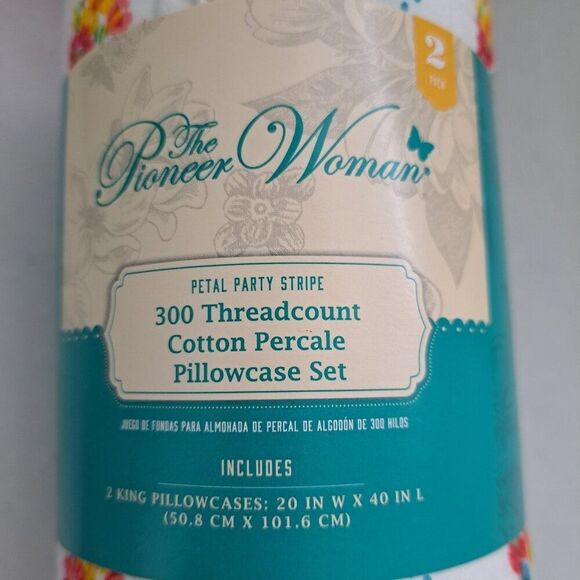 2
PACK
The
Pioneer Woman
PETAL PARTY STRIPE
300 Threadcount
Cotton Percale
Pillowcase Set
JUEGO DE FUNDAS PARA ALMOHADA DE PERCAL DE ALGODÓN DE 300 HILOS
INCLUDES
2 KING PILLOWCASES: 20 IN W X 40 IN L
(50.8 CM X 101.6 CM)